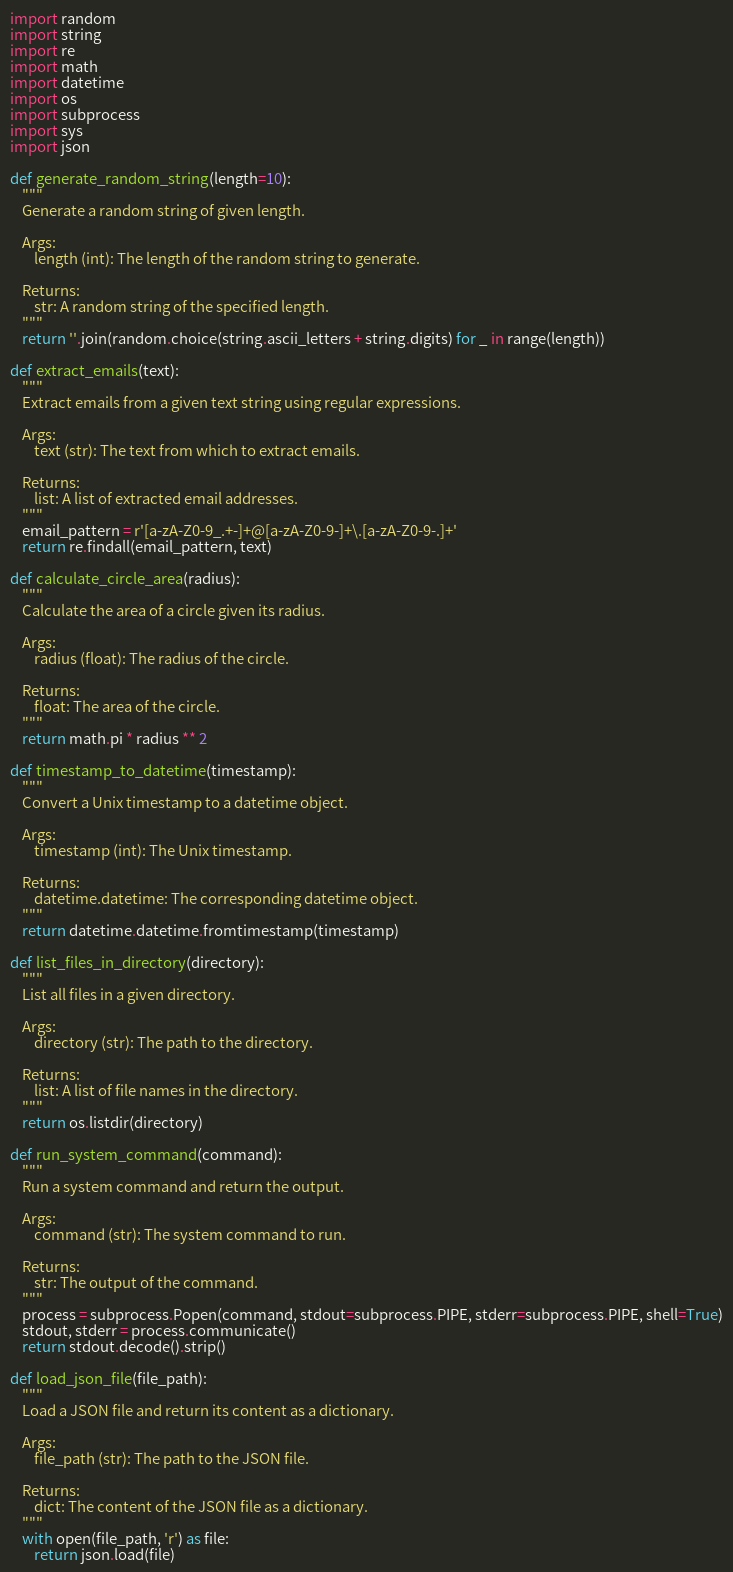 import random
import string
import re
import math
import datetime
import os
import subprocess
import sys
import json

def generate_random_string(length=10):
    """
    Generate a random string of given length.

    Args:
        length (int): The length of the random string to generate.

    Returns:
        str: A random string of the specified length.
    """
    return ''.join(random.choice(string.ascii_letters + string.digits) for _ in range(length))

def extract_emails(text):
    """
    Extract emails from a given text string using regular expressions.

    Args:
        text (str): The text from which to extract emails.

    Returns:
        list: A list of extracted email addresses.
    """
    email_pattern = r'[a-zA-Z0-9_.+-]+@[a-zA-Z0-9-]+\.[a-zA-Z0-9-.]+'
    return re.findall(email_pattern, text)

def calculate_circle_area(radius):
    """
    Calculate the area of a circle given its radius.

    Args:
        radius (float): The radius of the circle.

    Returns:
        float: The area of the circle.
    """
    return math.pi * radius ** 2

def timestamp_to_datetime(timestamp):
    """
    Convert a Unix timestamp to a datetime object.

    Args:
        timestamp (int): The Unix timestamp.

    Returns:
        datetime.datetime: The corresponding datetime object.
    """
    return datetime.datetime.fromtimestamp(timestamp)

def list_files_in_directory(directory):
    """
    List all files in a given directory.

    Args:
        directory (str): The path to the directory.

    Returns:
        list: A list of file names in the directory.
    """
    return os.listdir(directory)

def run_system_command(command):
    """
    Run a system command and return the output.

    Args:
        command (str): The system command to run.

    Returns:
        str: The output of the command.
    """
    process = subprocess.Popen(command, stdout=subprocess.PIPE, stderr=subprocess.PIPE, shell=True)
    stdout, stderr = process.communicate()
    return stdout.decode().strip()

def load_json_file(file_path):
    """
    Load a JSON file and return its content as a dictionary.

    Args:
        file_path (str): The path to the JSON file.

    Returns:
        dict: The content of the JSON file as a dictionary.
    """
    with open(file_path, 'r') as file:
        return json.load(file)